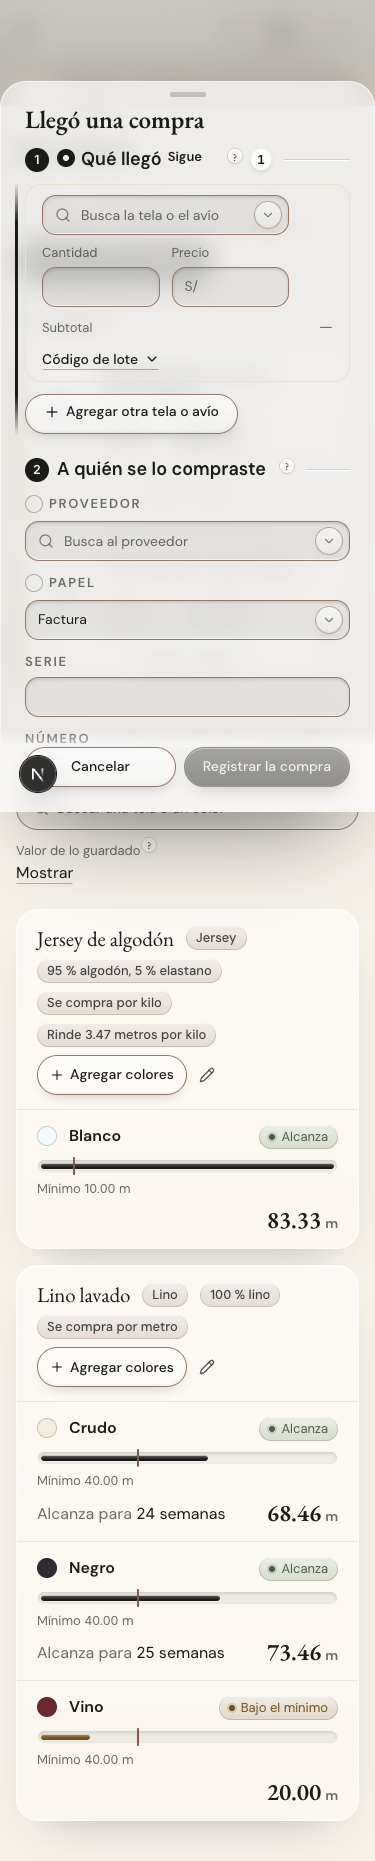 Llegó una compra
1 Qué llegó Sigue ? 1
Busca la tela o el avío
Cantidad Precio
S/
Subtotal —
Código de lote
+ Agregar otra tela o avío
2 A quién se lo compraste ?
PROVEEDOR
Busca al proveedor
PAPEL
Factura
SERIE
NÚMERO
N Cancelar Registrar la compra
Valor de lo guardado ?
Mostrar
Jersey de algodón Jersey
95 % algodón, 5 % elastano
Se compra por kilo
Rinde 3.47 metros por kilo
+ Agregar colores
Blanco Alcanza
Mínimo 10.00 m
83.33 m
Lino lavado Lino 100 % lino
Se compra por metro
+ Agregar colores
Crudo Alcanza
Mínimo 40.00 m
Alcanza para 24 semanas 68.46 m
Negro Alcanza
Mínimo 40.00 m
Alcanza para 25 semanas 73.46 m
Vino Bajo el mínimo
Mínimo 40.00 m
20.00 m